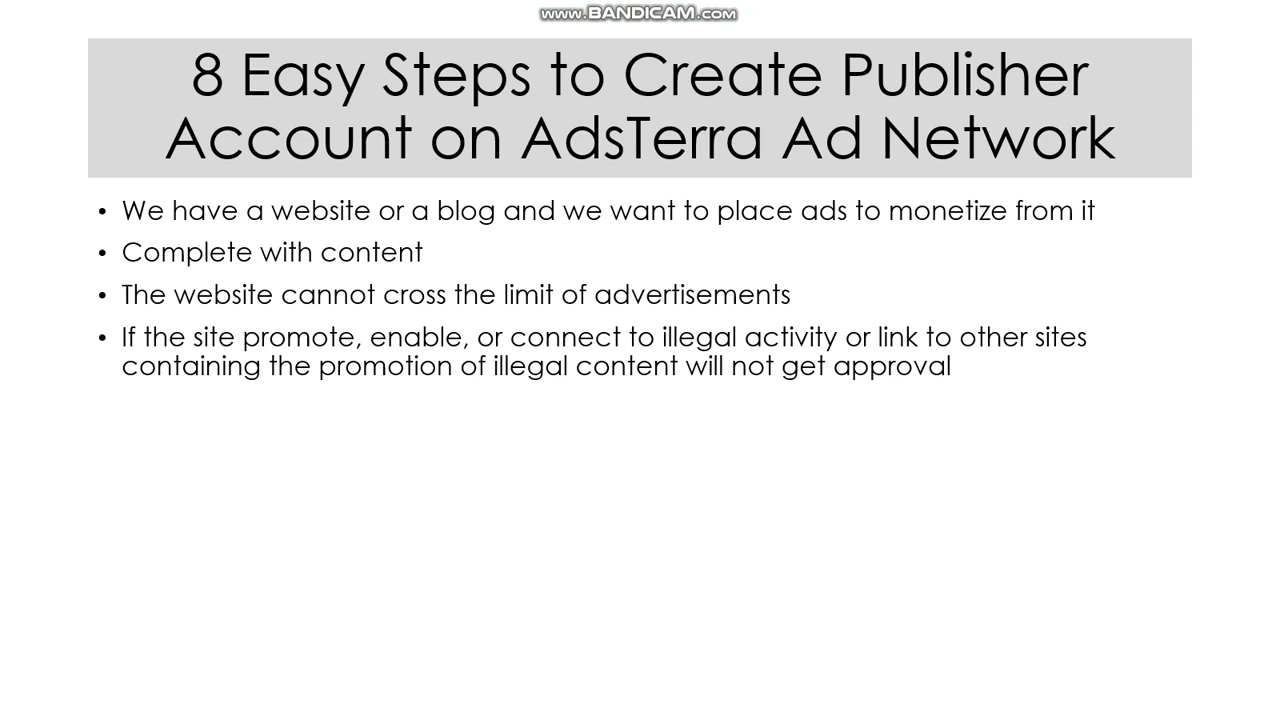 www.BANDICAM.com
8 Easy Steps to Create Publisher
Account on AdsTerra Ad Network
• We have a website or a blog and we want to place ads to monetize from it
• Complete with content
• The website cannot cross the limit of advertisements
• If the site promote, enable, or connect to illegal activity or link to other sites
containing the promotion of illegal content will not get approval